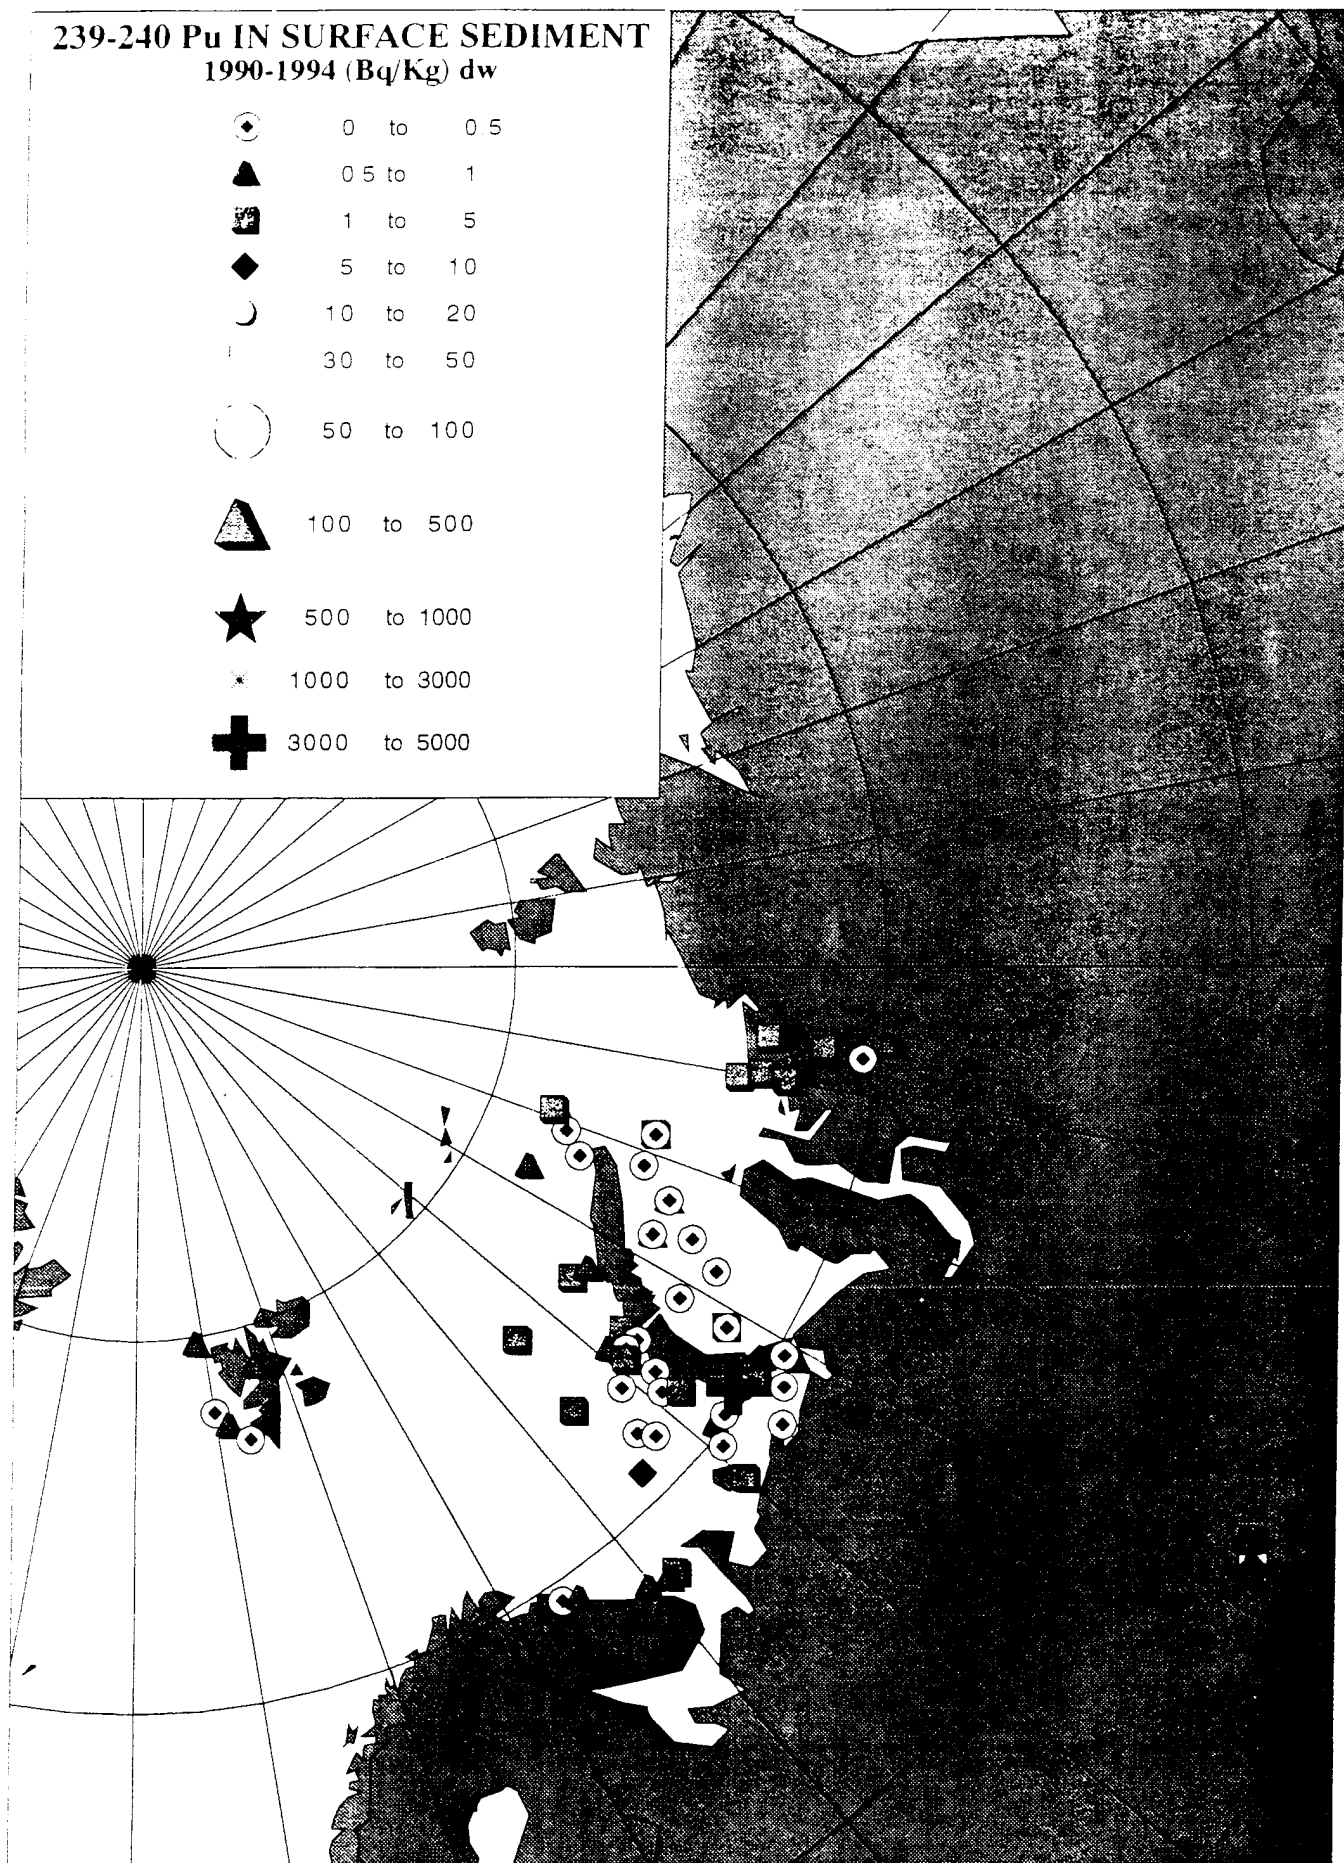 239-240 Pu IN SURFACE SEDIMENT
1990-1994 (Bq/Kg) dw
0 to 0.5
0 5 to 1
1 to 5
5 to 10
10 to 20
30 to 50
50 to 100
100 to 500
500 to 1000
1000 to 3000
3000 to 5000